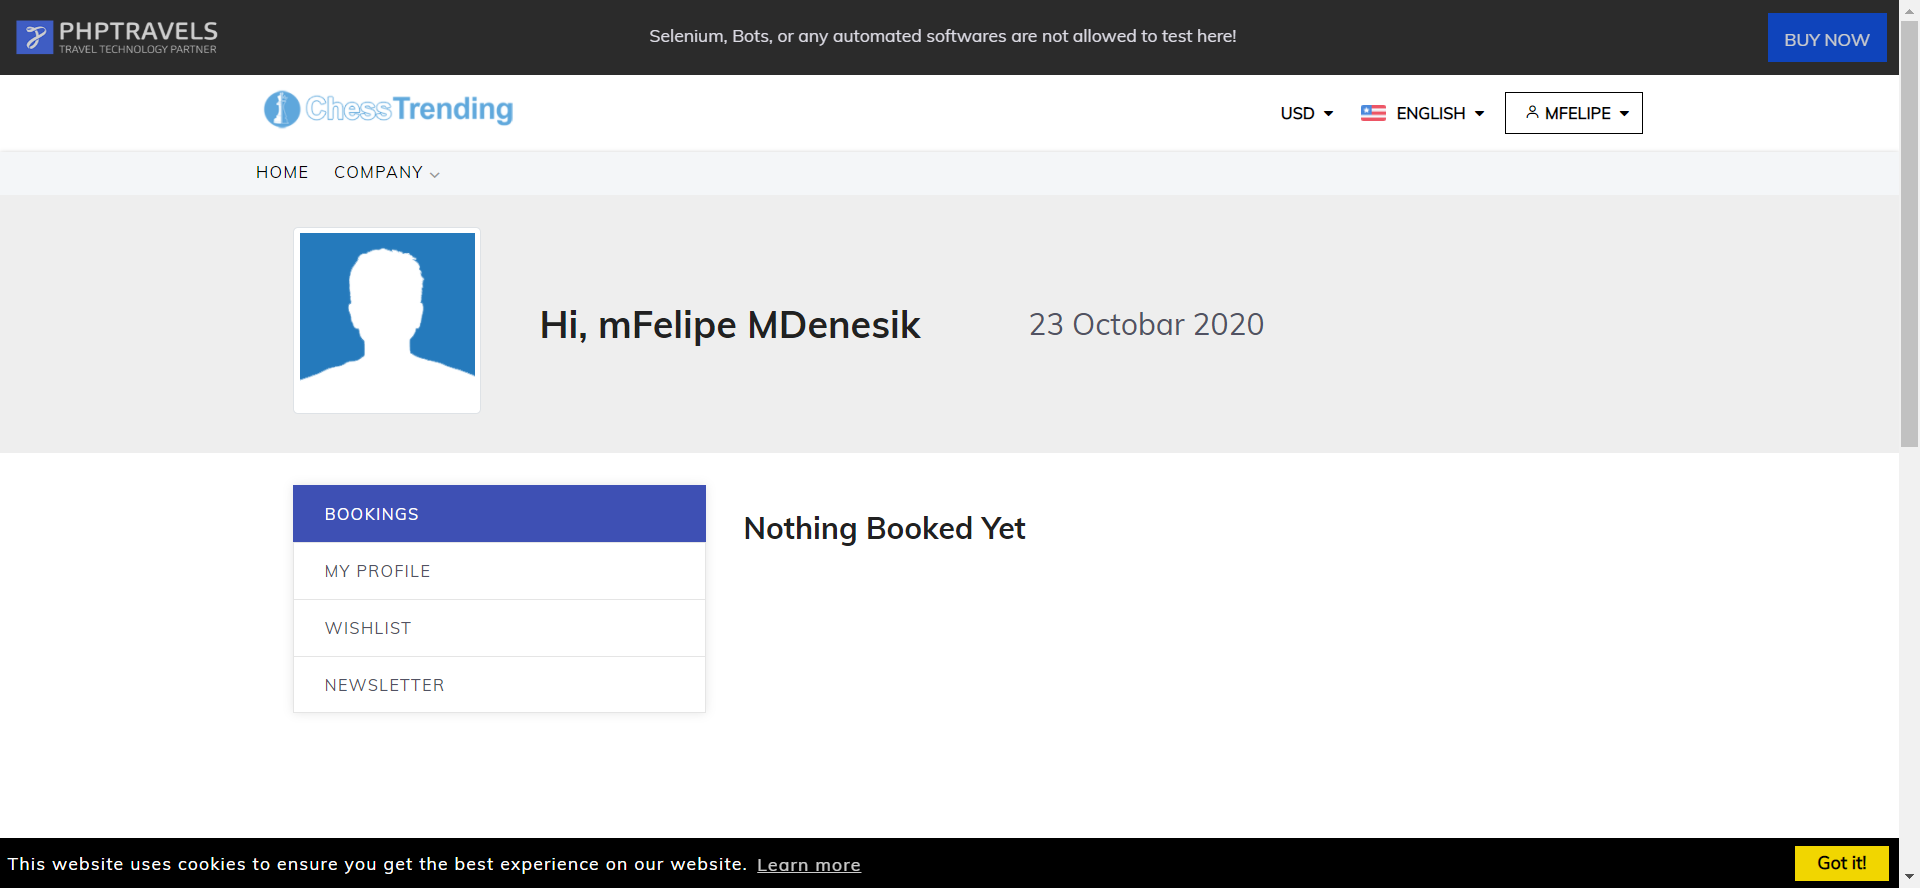 PHPTRAVELS
TRAVEL TECHNOLOGY PARTNER
Selenium, Bots, or any automated softwares are not allowed to test here!
BUY NOW
ChessTrending
USD
ENGLISH
MFELIPE
HOME
COMPANY
Hi, mFelipe MDenesik
23 Octobar 2020
BOOKINGS
MY PROFILE
WISHLIST
NEWSLETTER
Nothing Booked Yet
This website uses cookies to ensure you get the best experience on our website. Learn more
Got it!